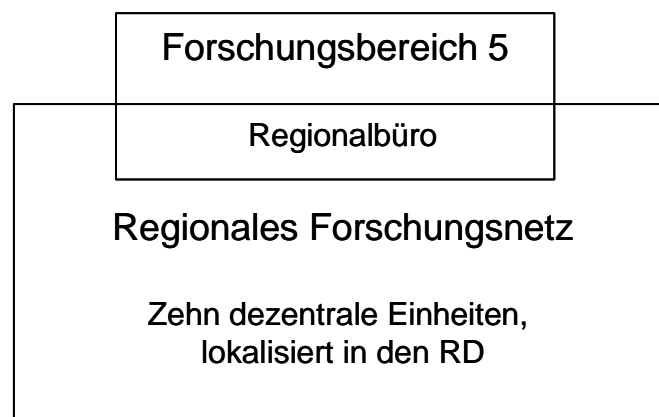 Forschungsbereich 5
Regionalbüro
Regionales Forschungsnetz
Zehn dezentrale Einheiten,
lokalisiert in den RD